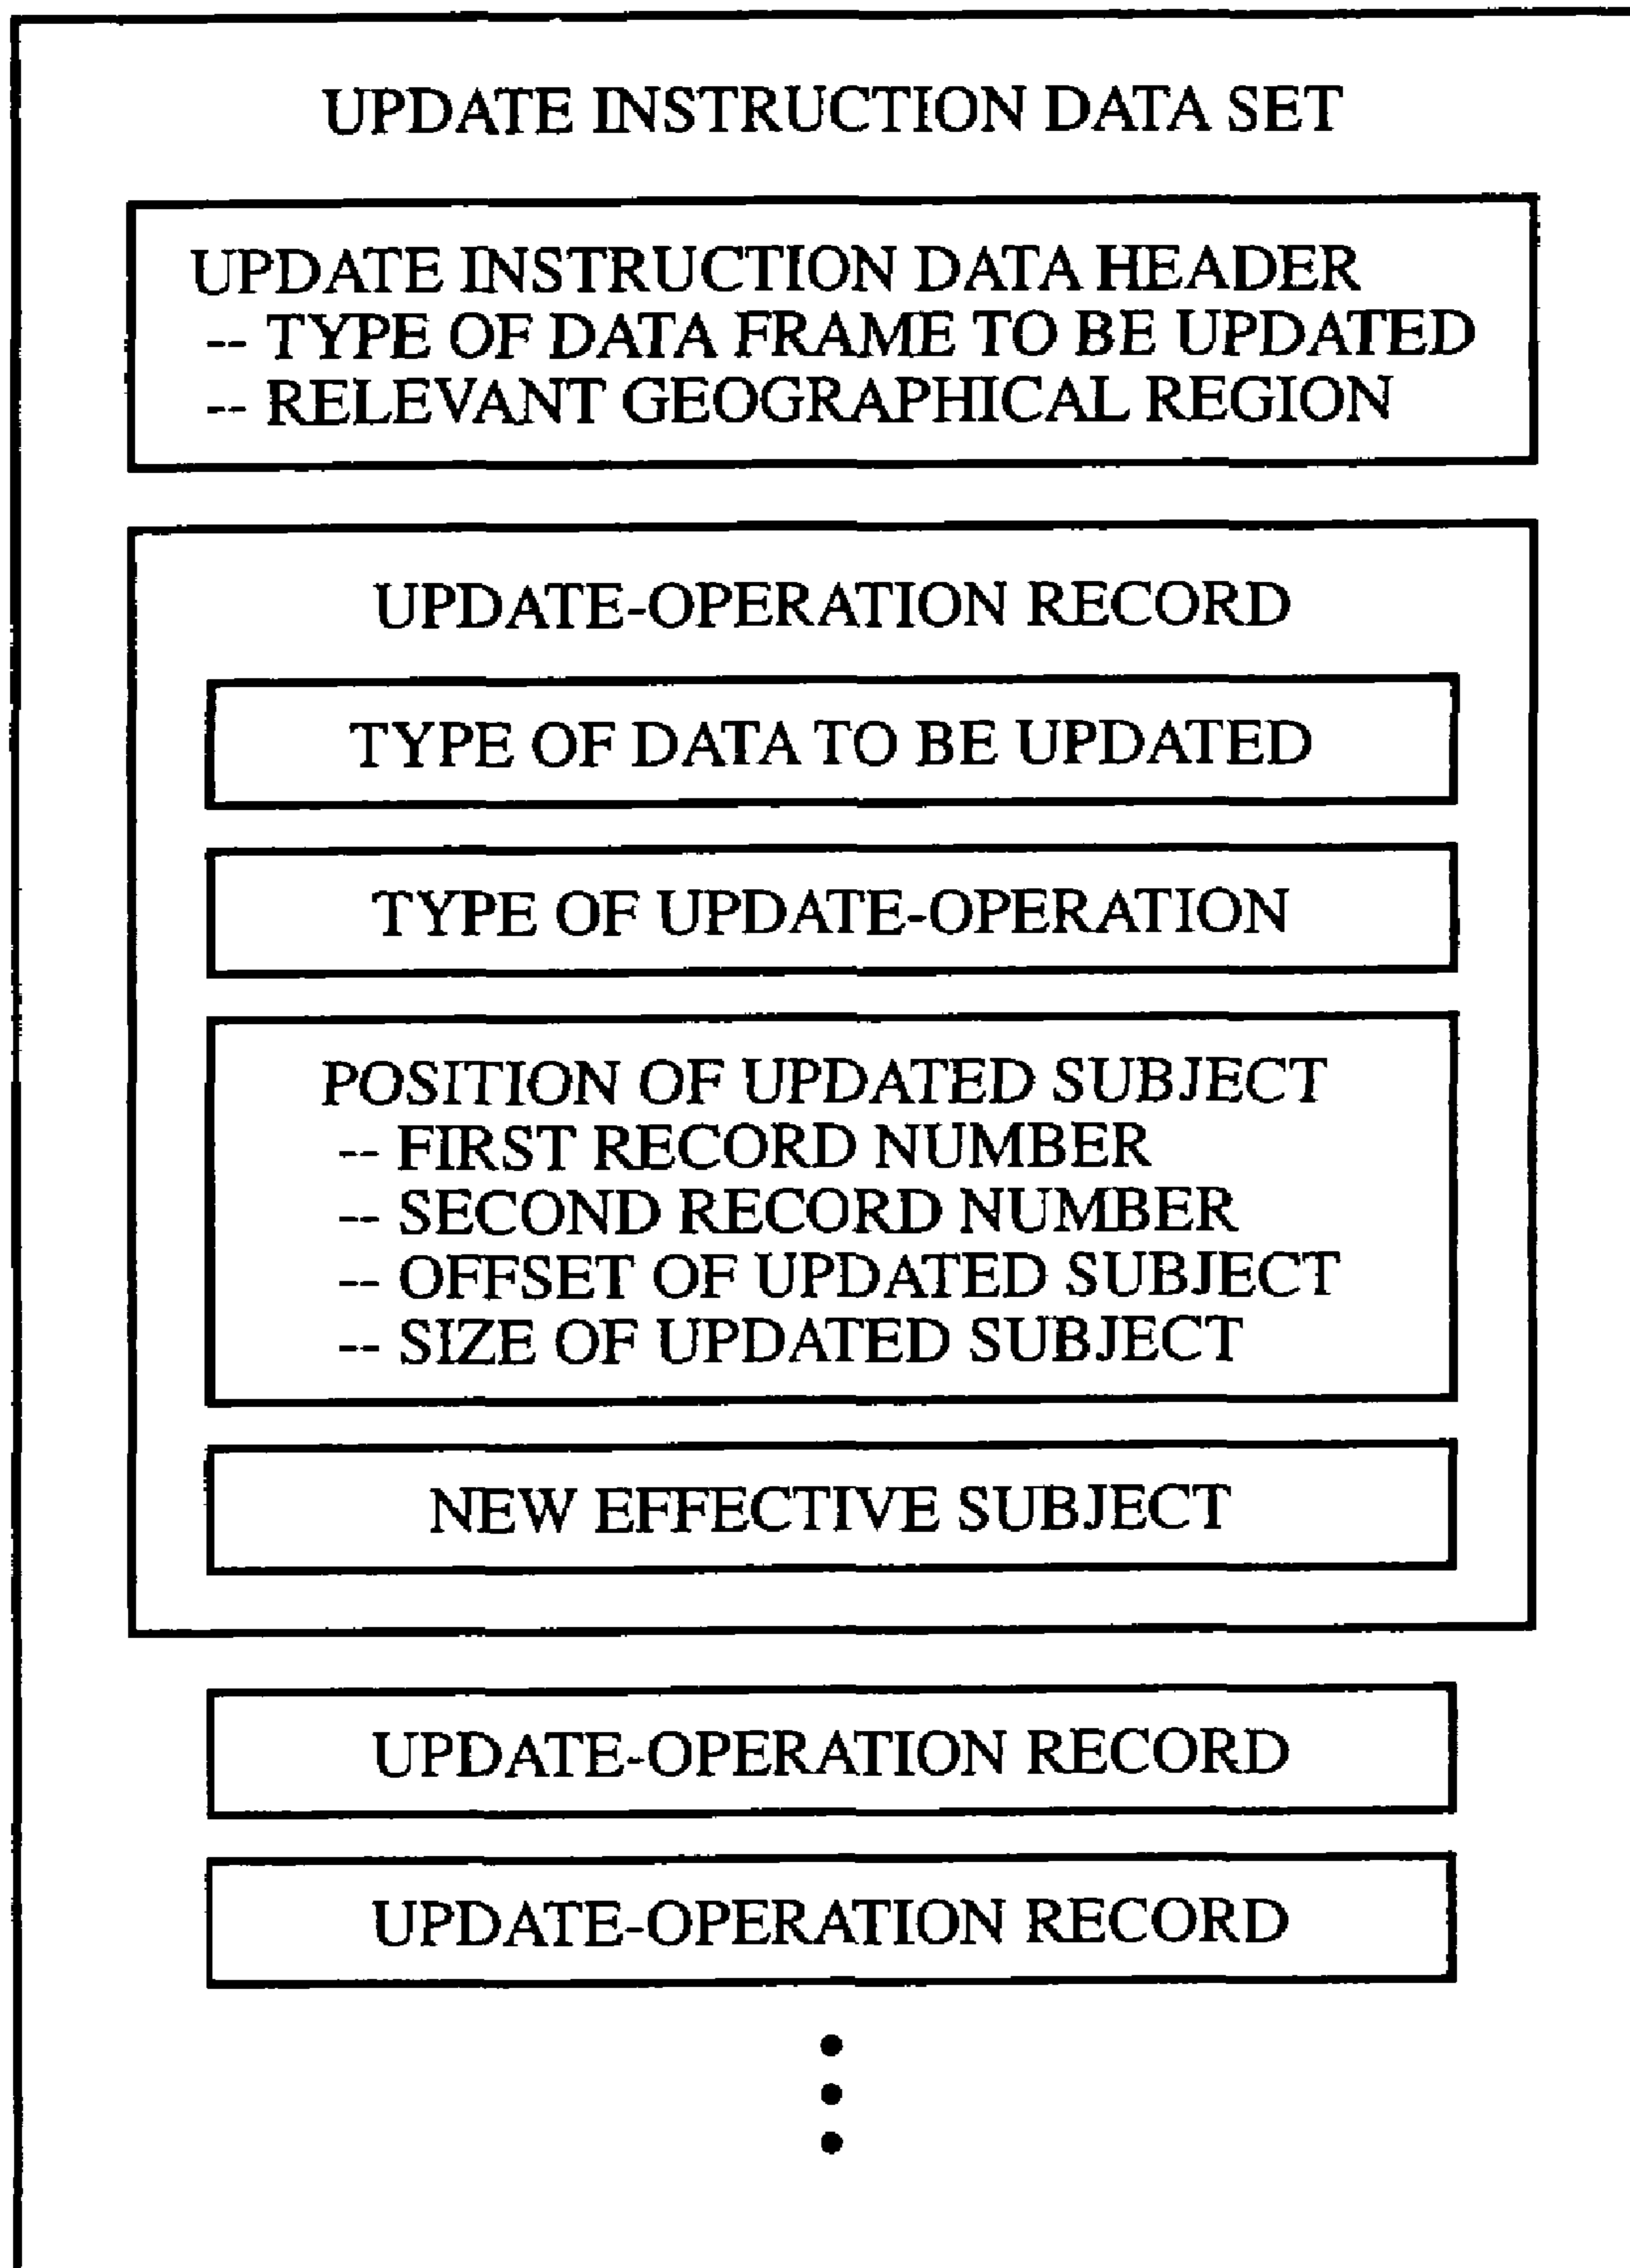 UPDATE INSTRUCTION DATA SET
UPDATE INSTRUCTION DATA HEADER
-- TYPE OF DATA FRAME TO BE UPDATED
-- RELEVANT GEOGRAPHICAL REGION
UPDATE-OPERATION RECORD
TYPE OF DATA TO BE UPDATED
TYPE OF UPDATE-OPERATION
POSITION OF UPDATED SUBJECT
-- FIRST RECORD NUMBER
-- SECOND RECORD NUMBER
-- OFFSET OF UPDATED SUBJECT
-- SIZE OF UPDATED SUBJECT
NEW EFFECTIVE SUBJECT
UPDATE-OPERATION RECORD
UPDATE-OPERATION RECORD